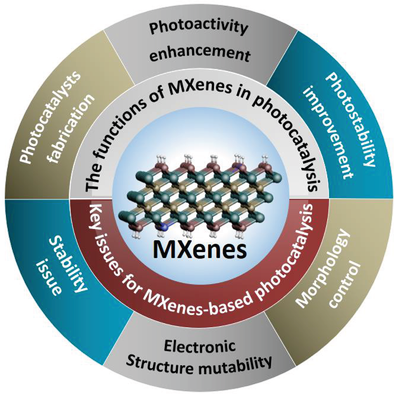 Photoactivity
enhancement
Photocatalysts
fabrication
Photostability
improvement
The functions of MXenes in photocatalysis
MXenes
Key issues for MXenes-based photocatalysis
Stability
issue
Morphology
control
Electronic
Structure mutability